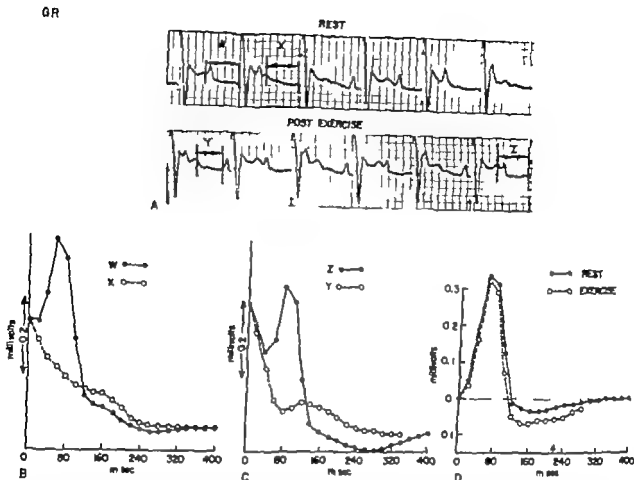 GR
REST
W X
POST EXERCISE
Y Z
A I
W
X
0.2
millivolts
0 80 160 240 320 400
m sec
B
Z
Y
0.2
millivolts
0 80 160 240 320 400
m sec
C
REST
EXERCISE
0.3
0.2
0.1
0
0.1
millivolts
0 80 160 240 320 400
m sec
D